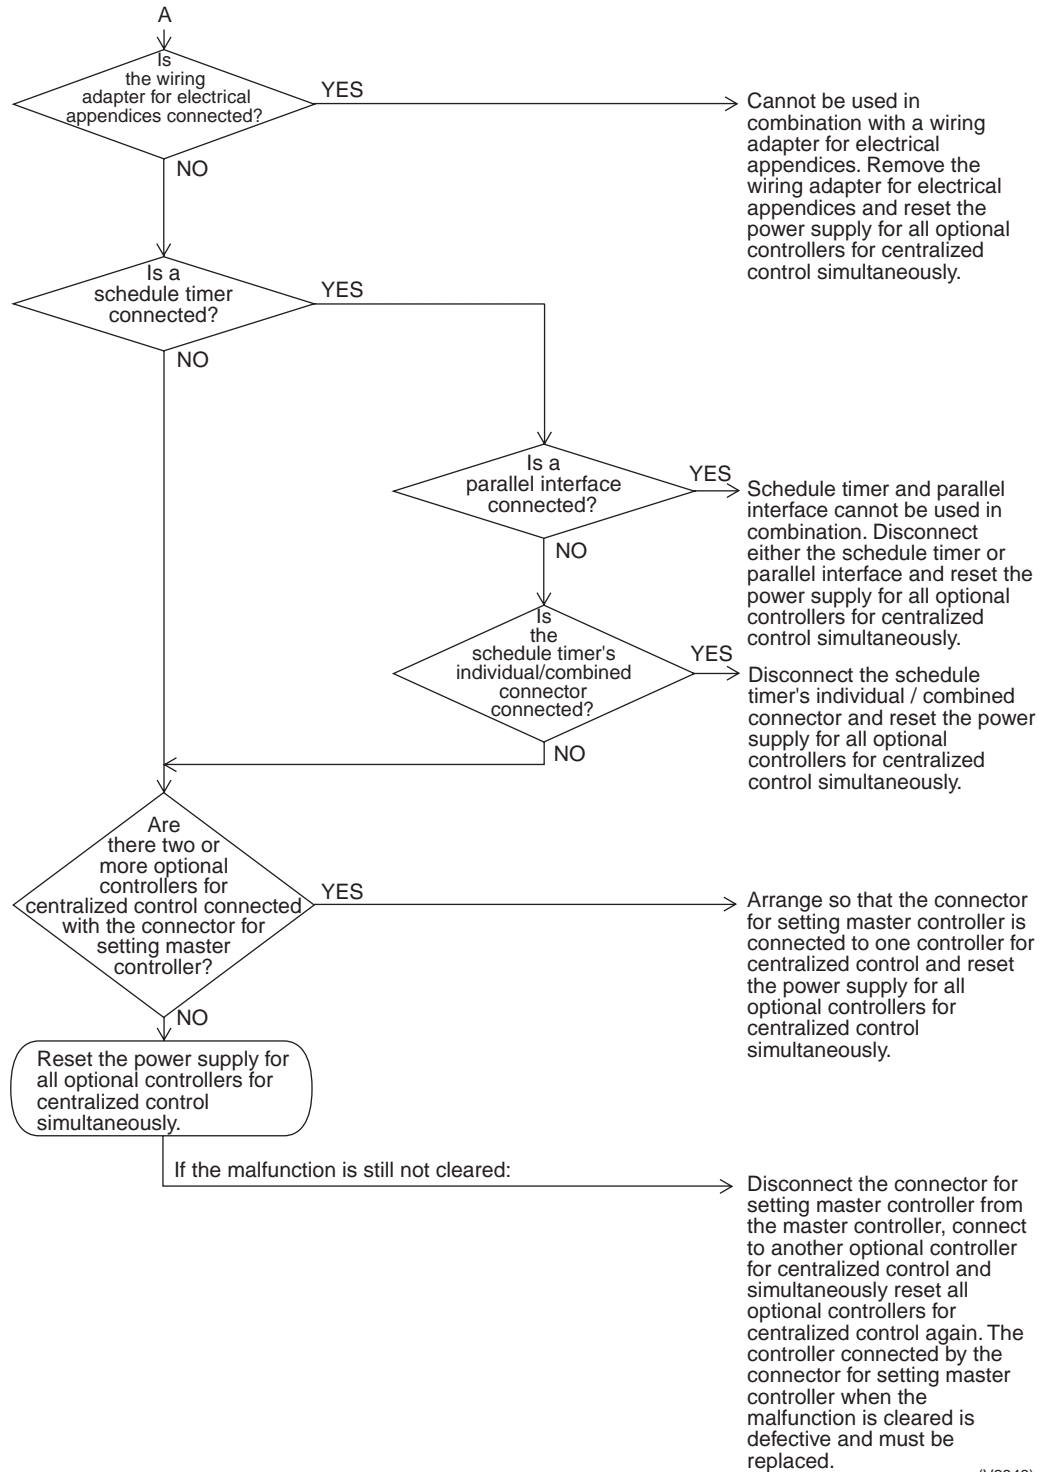 A
Is
the wiring
adapter for electrical
appendices connected?
YES
NO
Cannot be used in
combination with a wiring
adapter for electrical
appendices. Remove the
wiring adapter for electrical
appendices and reset the
power supply for all optional
controllers for centralized
control simultaneously.
Is a
schedule timer
connected?
YES
NO
Is a
parallel interface
connected?
YES
NO
Schedule timer and parallel
interface cannot be used in
combination. Disconnect
either the schedule timer or
parallel interface and reset the
power supply for all optional
controllers for centralized
control simultaneously.
Is
the
schedule timer's
individual/combined
connector
connected?
YES
NO
Disconnect the schedule
timer's individual / combined
connector and reset the power
supply for all optional
controllers for centralized
control simultaneously.
Are
there two or
more optional
controllers for
centralized control connected
with the connector for
setting master
controller?
YES
NO
Arrange so that the connector
for setting master controller is
connected to one controller for
centralized control and reset
the power supply for all
optional controllers for
centralized control
simultaneously.
Reset the power supply for
all optional controllers for
centralized control
simultaneously.
If the malfunction is still not cleared:
Disconnect the connector for
setting master controller from
the master controller, connect
to another optional controller
for centralized control and
simultaneously reset all
optional controllers for
centralized control again. The
controller connected by the
connector for setting master
controller when the
malfunction is cleared is
defective and must be
replaced.